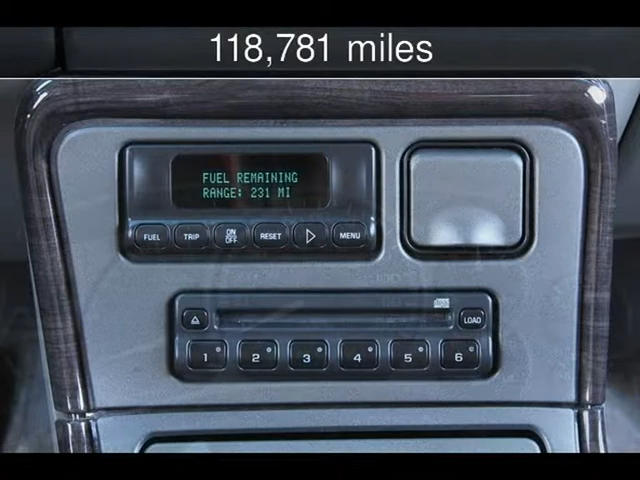 118,781 miles
FUEL REMAINING
RANGE: 231 MI
FUEL TRIP ON OFF RESET MENU
LOAD
1 2 3 4 5 6